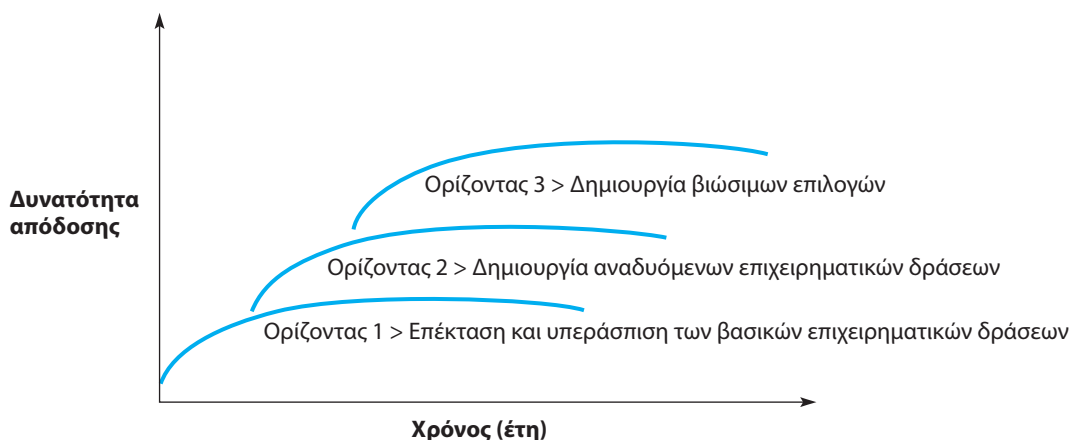 Δυνατότητα
απόδοσης
Ορίζοντας 3 > Δημιουργία βιώσιμων επιλογών
Ορίζοντας 2 > Δημιουργία αναδυόμενων επιχειρηματικών δράσεων
Ορίζοντας 1 > Επέκταση και υπεράσπιση των βασικών επιχειρηματικών δράσεων
Χρόνος (έτη)